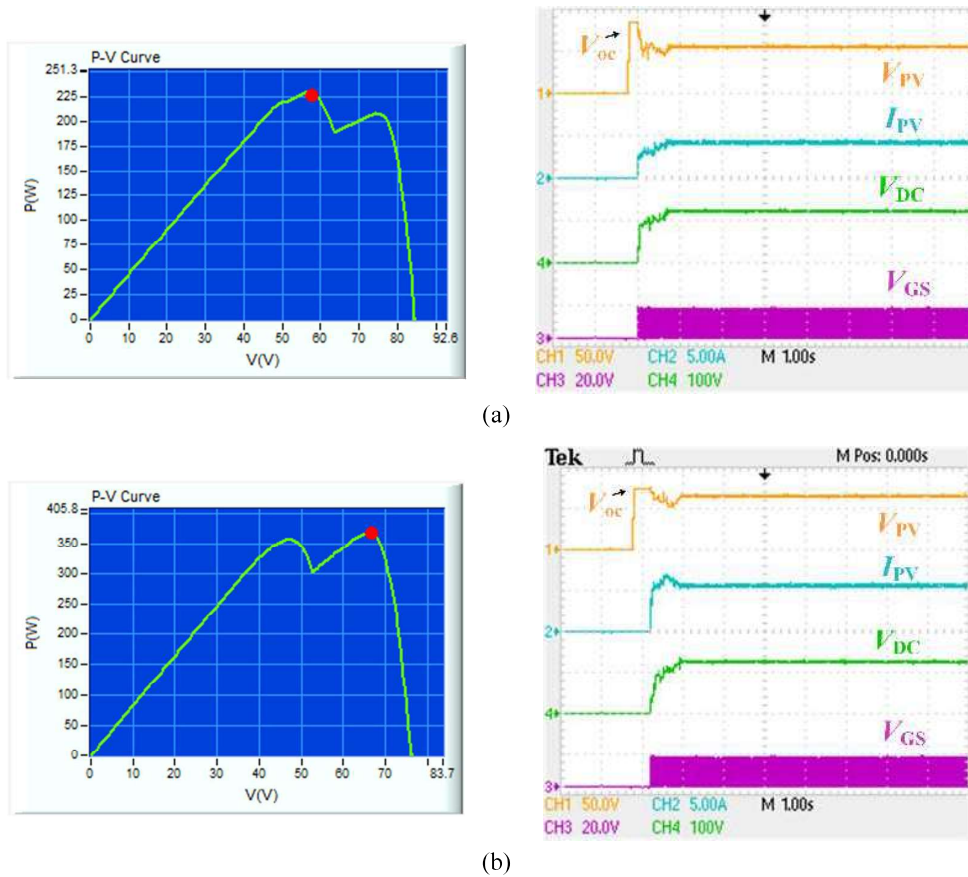 P-V Curve
251.3
225
200
175
150
125
100
75
50
25
0
P(W)
0 10 20 30 40 50 60 70 80 92.6
V(V)
Voc
VPV
IPV
VDC
VGS
1
2
4
3
CH1 50.0V CH2 5.00A M 1.00s
CH3 20.0V CH4 100V
(a)
P-V Curve
405.8
350
300
250
200
150
100
50
0
P(W)
0 10 20 30 40 50 60 70 83.7
V(V)
Tek M Pos: 0.000s
Voc
VPV
IPV
VDC
VGS
1
2
4
3
CH1 50.0V CH2 5.00A M 1.00s
CH3 20.0V CH4 100V
(b)